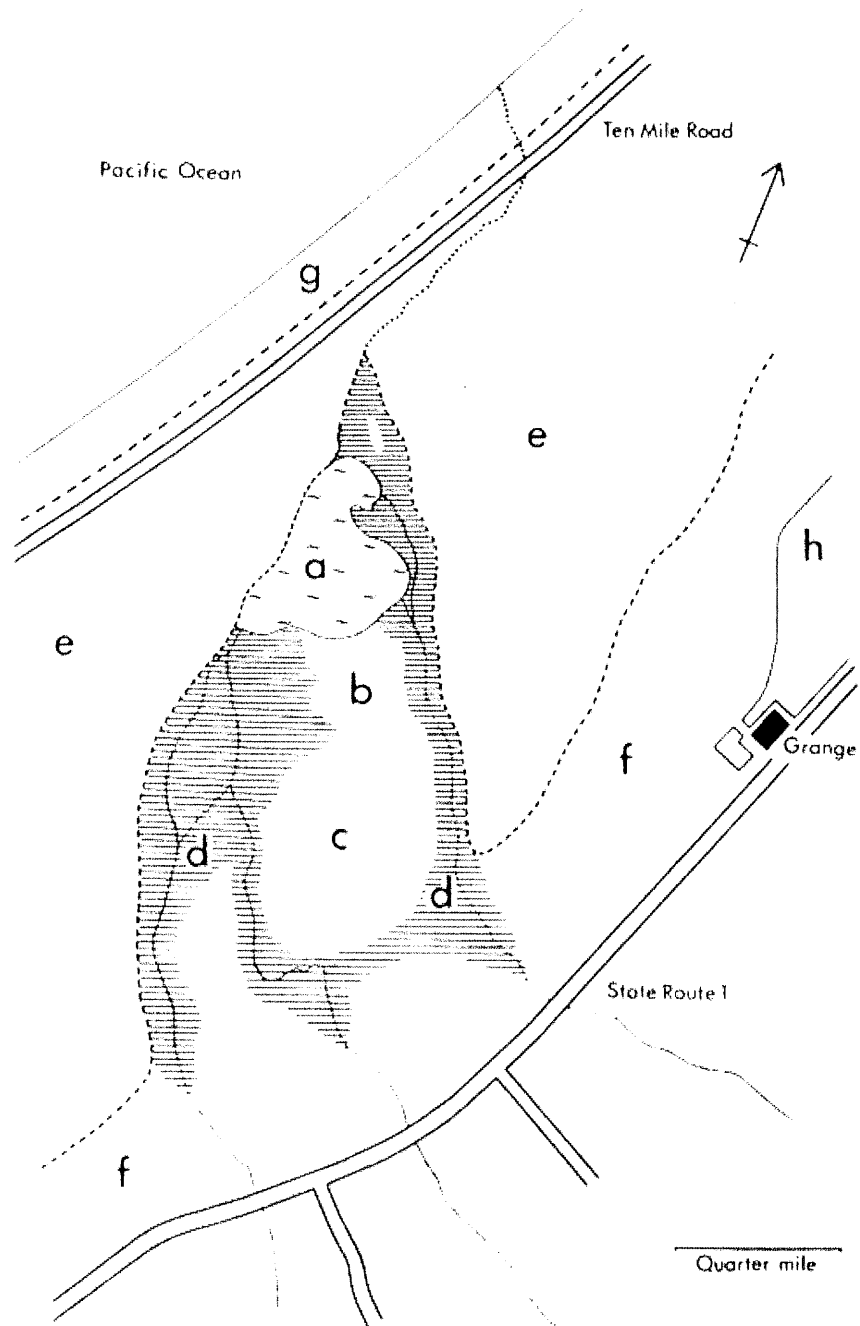 Ten Mile Road
Pacific Ocean
g
e
h
a
e
b
f
Grange
c
d
d
State Route 1
f
Quarter mile